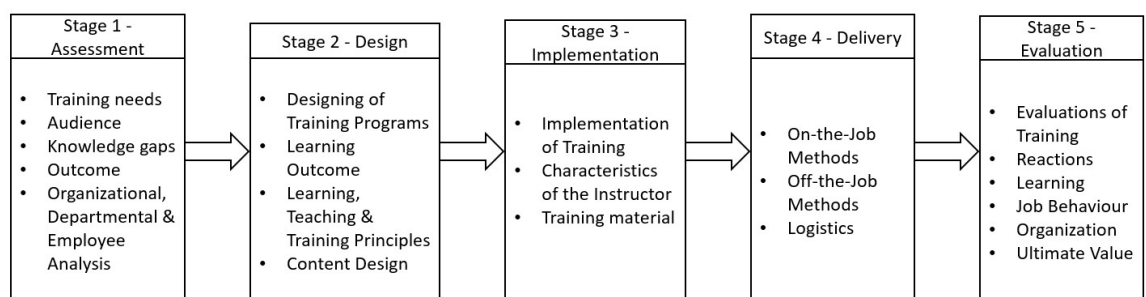 Stage 1 -
Assessment
• Training needs
• Audience
• Knowledge gaps
• Outcome
• Organizational,
Departmental &
Employee
Analysis
Stage 2 - Design
• Designing of
Training Programs
• Learning
Outcome
• Learning,
Teaching &
Training Principles
• Content Design
Stage 3 -
Implementation
• Implementation
of Training
• Characteristics
of the Instructor
• Training material
Stage 4 - Delivery
• On-the-Job
Methods
• Off-the-Job
Methods
• Logistics
Stage 5 -
Evaluation
• Evaluations of
Training
• Reactions
• Learning
• Job Behaviour
• Organization
• Ultimate Value